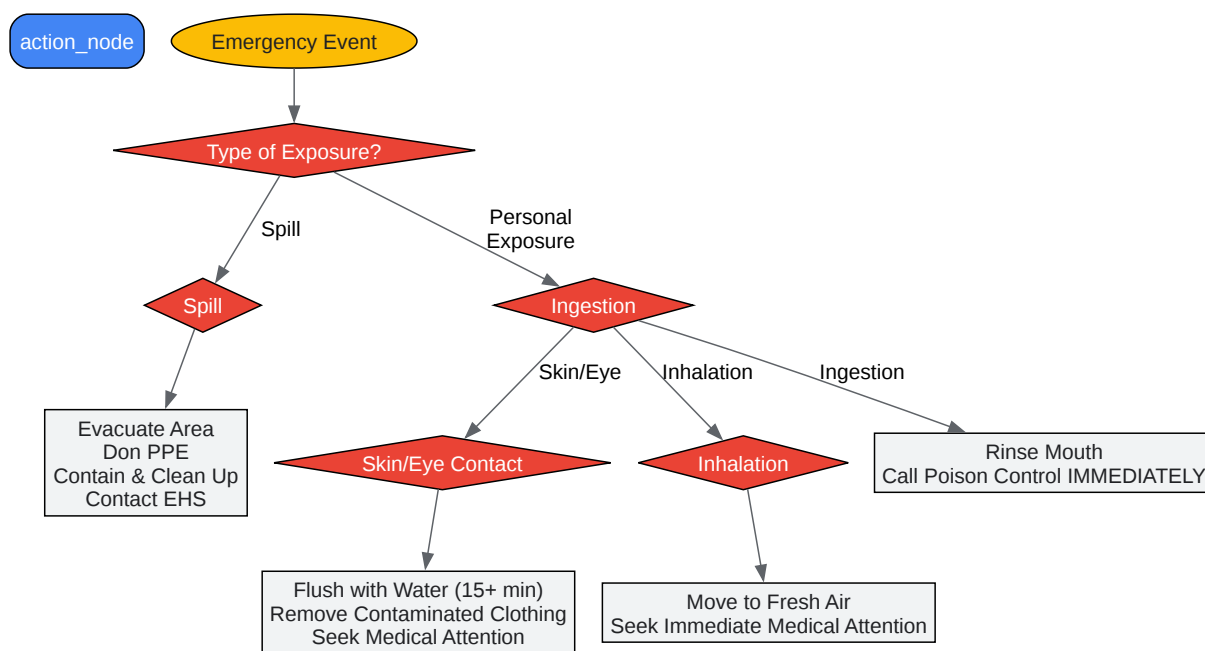 action_node
Emergency Event
Type of Exposure?
Spill
Personal
Exposure
Spill
Ingestion
Skin/Eye
Inhalation
Ingestion
Evacuate Area
Don PPE
Contain & Clean Up
Contact EHS
Skin/Eye Contact
Inhalation
Rinse Mouth
Call Poison Control IMMEDIATELY
Flush with Water (15+ min)
Remove Contaminated Clothing
Seek Medical Attention
Move to Fresh Air
Seek Immediate Medical Attention